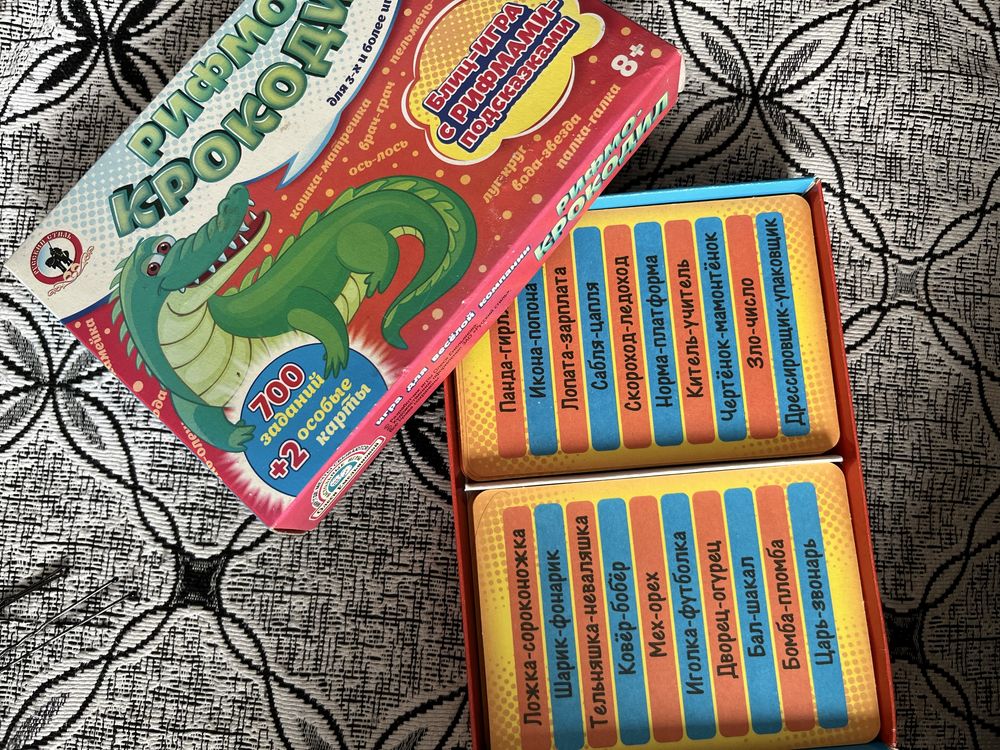 РИФМО-
КРОКОДИЛ
для 3-х и более
Блиц-игра
с рифмами-
подсказками
8+
пельмень
кошка-матрешка
врач-грач
ось-лось
луг-круг
вода-звезда
палка-галка
700
заданий
+2 особые
карты
РИФМО-
КРОКОДИЛ
игра для весёлой компании
Панда-
Икона-попона
Лопата-зарплата
Сабля-цапля
Скороход-ледоход
Норма-платформа
Китель-учитель
Чертёнок-мамонтёнок
Зло-число
Дрессировщик-упаковщик
Ложка-сороконожка
Шарик-фонарик
Тельняшка-неваляшка
Ковёр-бобёр
Мех-орех
Иголка-футболка
Дворец-огурец
Бал-шакал
Бомба-пломба
Царь-звонарь